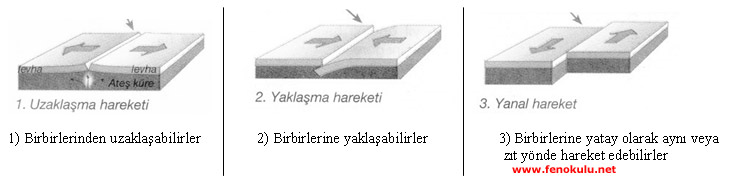 levha
levha
Ateş küre
1. Uzaklaşma hareketi
1) Birbirlerinden uzaklaşabilirler
2. Yaklaşma hareketi
2) Birbirlerine yaklaşabilirler
3. Yanal hareket
3) Birbirlerine yatay olarak aynı veya
zıt yönde hareket edebilirler
www.fenokulu.net